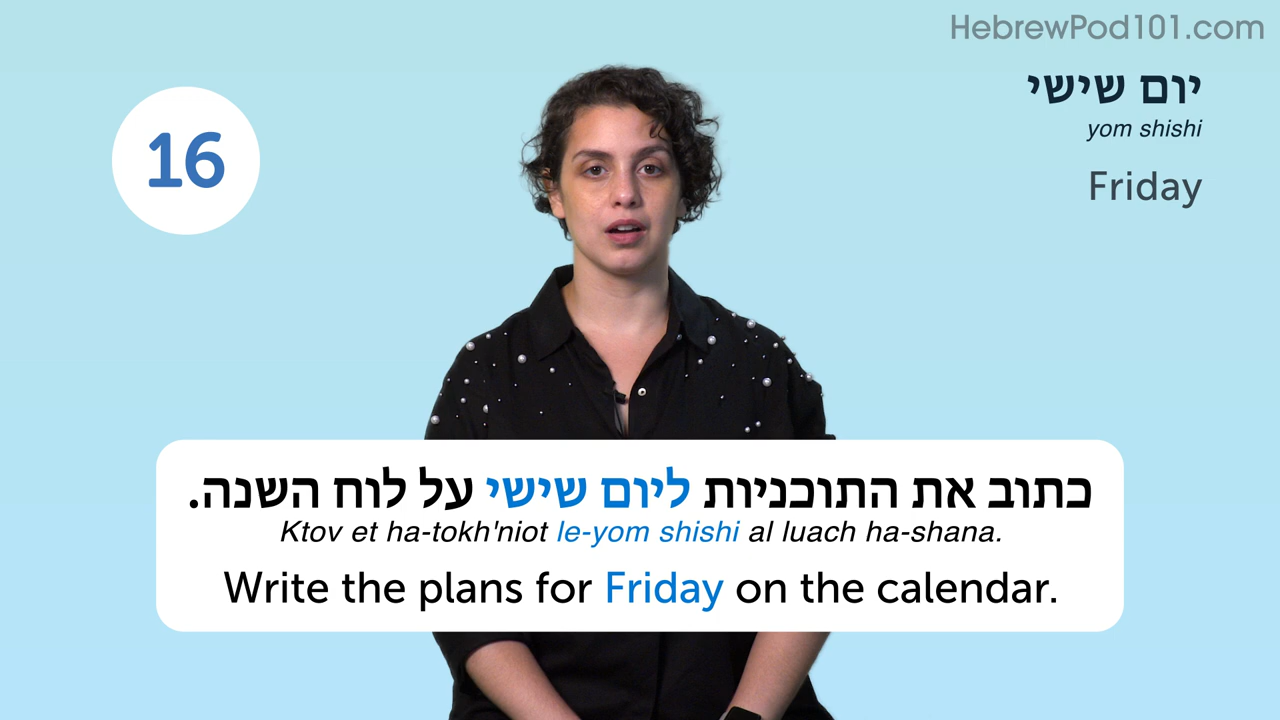 HebrewPod101.com
16
יום שישי
yom shishi
Friday
כתוב את התוכניות ליום שישי על לוח השנה.
Ktov et ha-tokh'niot le-yom shishi al luach ha-shana.
Write the plans for Friday on the calendar.